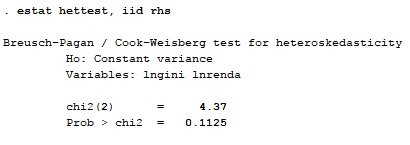 . estat hettest, iid rhs
Breusch-Pagan / Cook-Weisberg test for heteroskedasticity
Ho: Constant variance
Variables: lngini lnrenda
chi2(2) = 4.37
Prob > chi2 = 0.1125